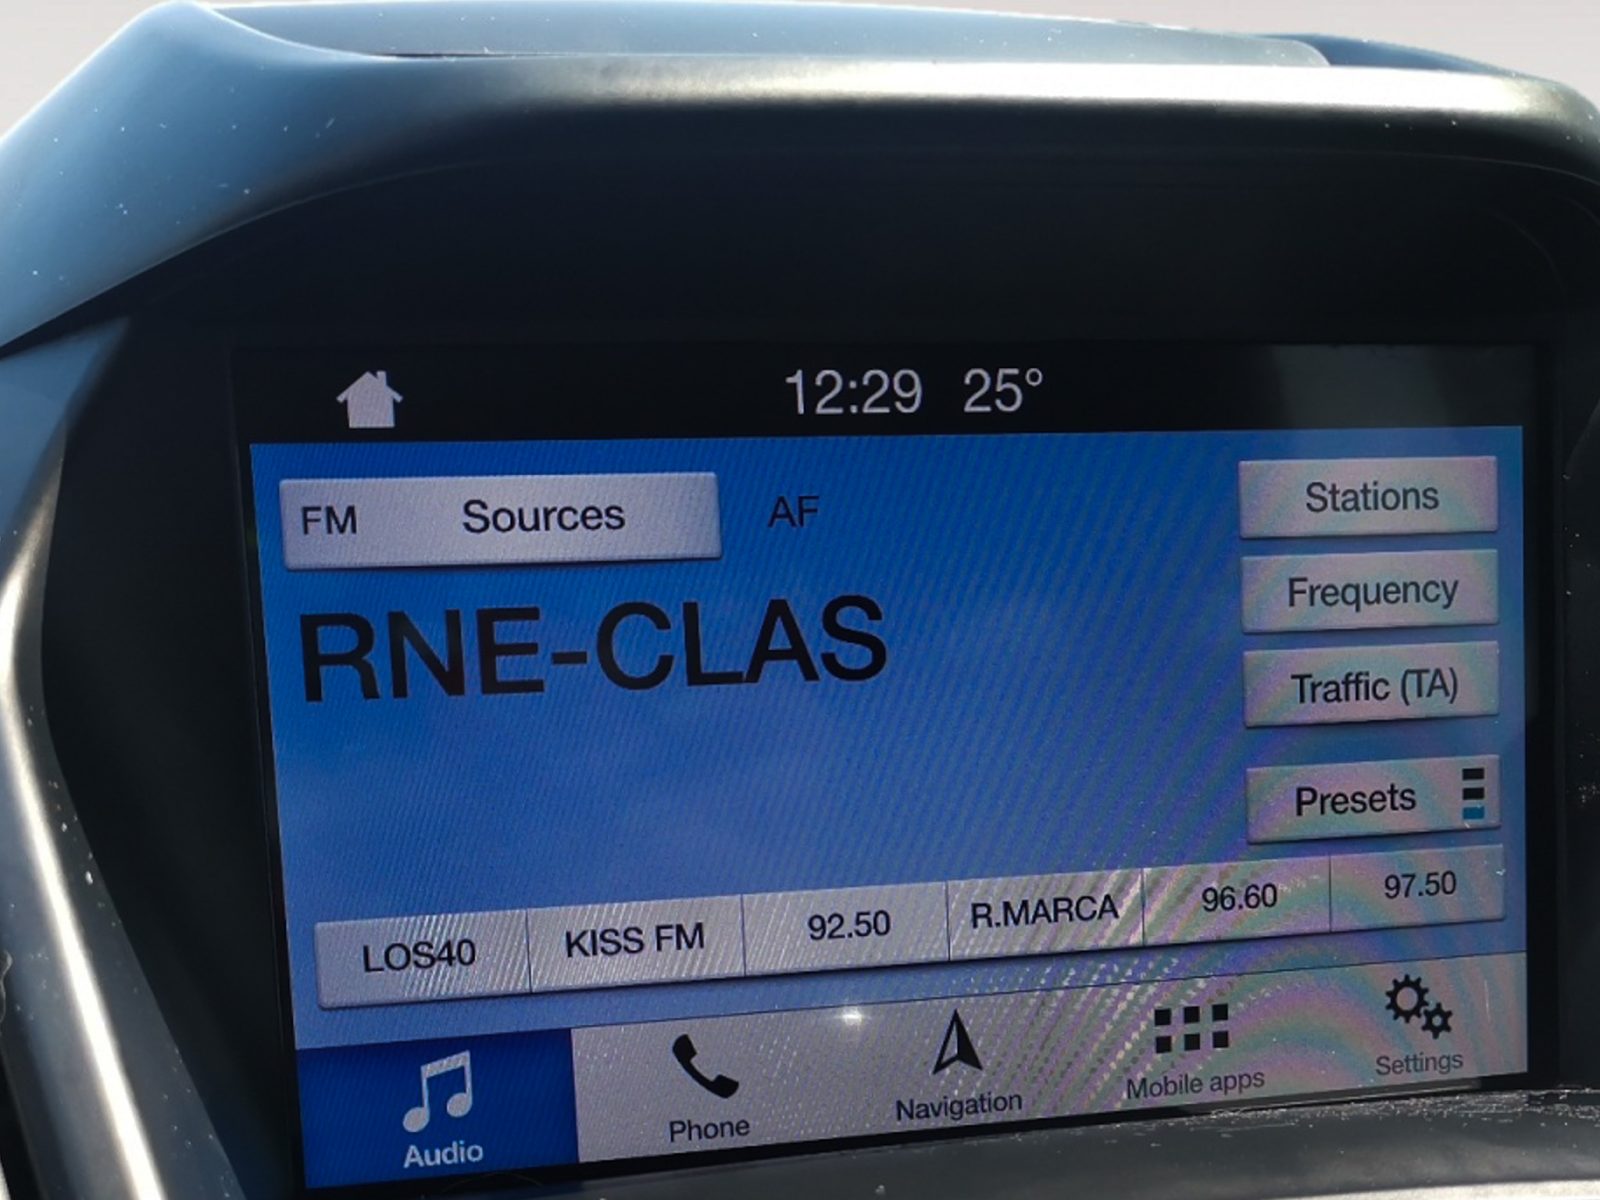 12:29 25°
FM Sources AF Stations
RNE-CLAS
Frequency
Traffic (TA)
Presets
LOS40 KISS FM 92.50 R.MARCA 96.60 97.50
Audio Phone Navigation Mobile apps Settings